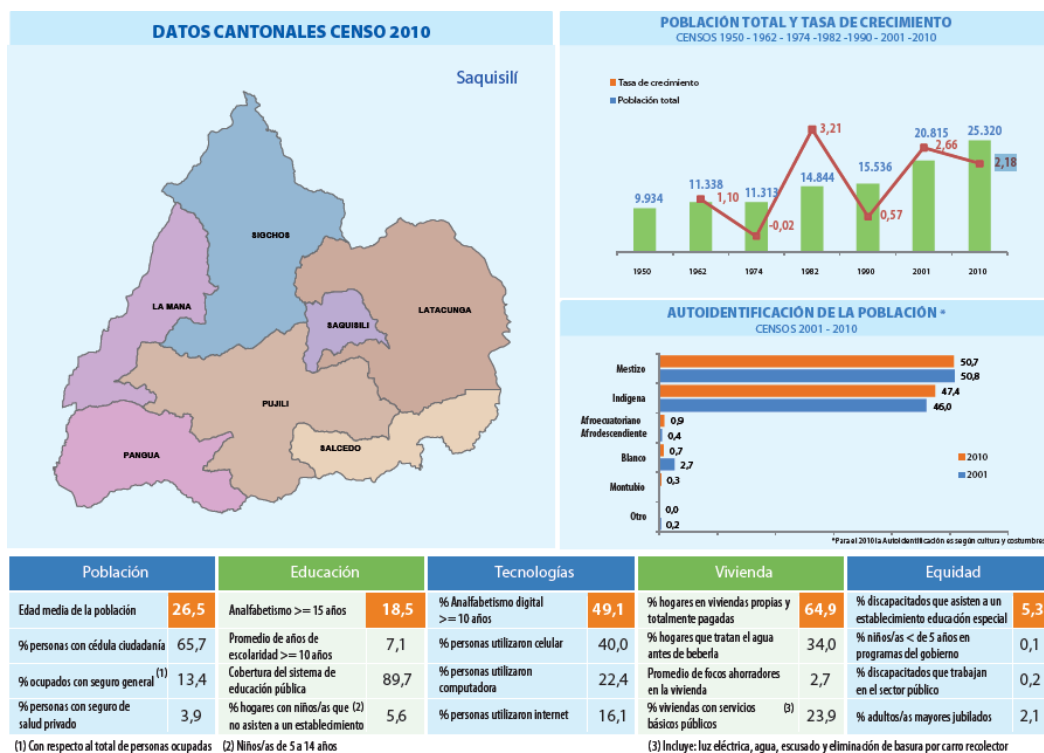 DATOS CANTONALES CENSO 2010
Saquisilí
SIGCHOS
LA MANA
SAQUISILI
LATACUNGA
PUJILI
PANGUA
SALCEDO
POBLACIÓN TOTAL Y TASA DE CRECIMIENTO
CENSOS 1950 - 1962 - 1974 -1982 -1990 - 2001 -2010
Tasa de crecimiento
Población total
9.934
11.338
11.313
14.844
15.536
20.815
25.320
1,10
-0,02
3,21
0,57
2,66
2,18
1950 1962 1974 1982 1990 2001 2010
AUTOIDENTIFICACIÓN DE LA POBLACIÓN *
CENSOS 2001 - 2010
Mestizo
50,7
50,8
Indígena
47,4
46,0
Afroecuatoriano
Afrodescendiente
0,9
0,4
Blanco
0,7
2,7
Montubio
0,3
Otro
0,0
0,2
2010
2001
*Para el 2010 la Autoidentificación es según cultura y costumbres
Población
Edad media de la población 26,5
% personas con cédula ciudadanía 65,7
% ocupados con seguro general (1) 13,4
% personas con seguro de
salud privado 3,9
Educación
Analfabetismo >= 15 años 18,5
Promedio de años de
escolaridad >= 10 años 7,1
Cobertura del sistema de
educación pública 89,7
% hogares con niños/as que (2)
no asisten a un establecimiento 5,6
Tecnologías
% Analfabetismo digital
>= 10 años 49,1
% personas utilizaron celular 40,0
% personas utilizaron
computadora 22,4
% personas utilizaron internet 16,1
Vivienda
% hogares en viviendas propias y
totalmente pagadas 64,9
% hogares que tratan el agua
antes de beberla 34,0
Promedio de focos ahorradores
en la vivienda 2,7
% viviendas con servicios (3)
básicos públicos 23,9
Equidad
% discapacitados que asisten a un
establecimiento educación especial 5,3
% niños/as < de 5 años en
programas del gobierno 0,1
% discapacitados que trabajan
en el sector público 0,2
% adultos/as mayores jubilados 2,1
(1) Con respecto al total de personas ocupadas (2) Niños/as de 5 a 14 años
(3) Incluye: luz eléctrica, agua, escusado y eliminación de basura por carro recolector